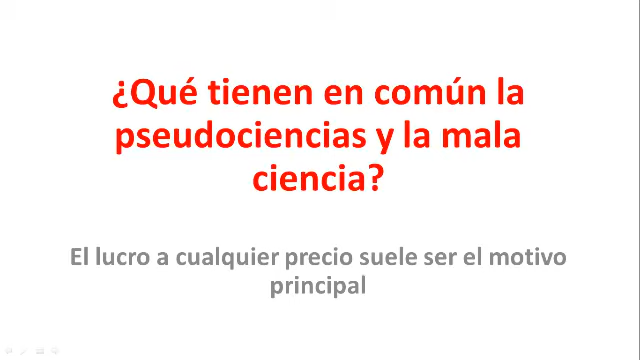 ¿Qué tienen en común la
pseudociencias y la mala
ciencia?
El lucro a cualquier precio suele ser el motivo
principal